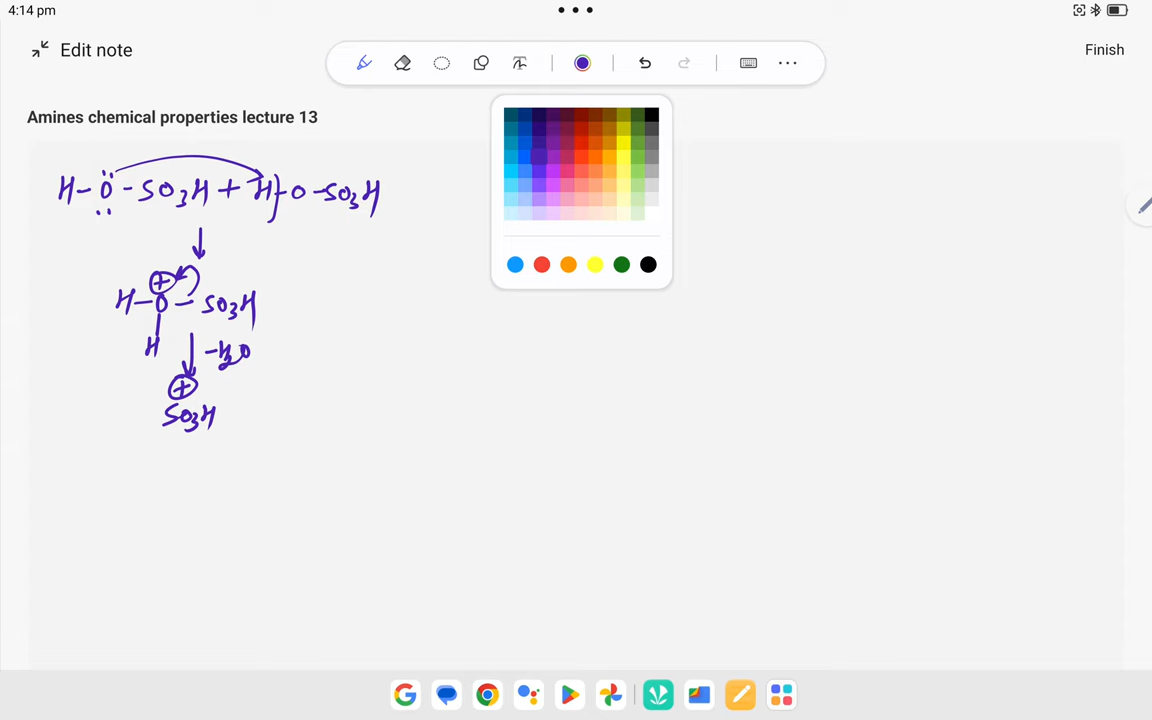 4:14 pm
Edit note
Finish
Amines chemical properties lecture 13
H-O-SO3H + H-O-SO3H
↓
⊕
H-O-SO3H
H
↓ -H2O
⊕
SO3H